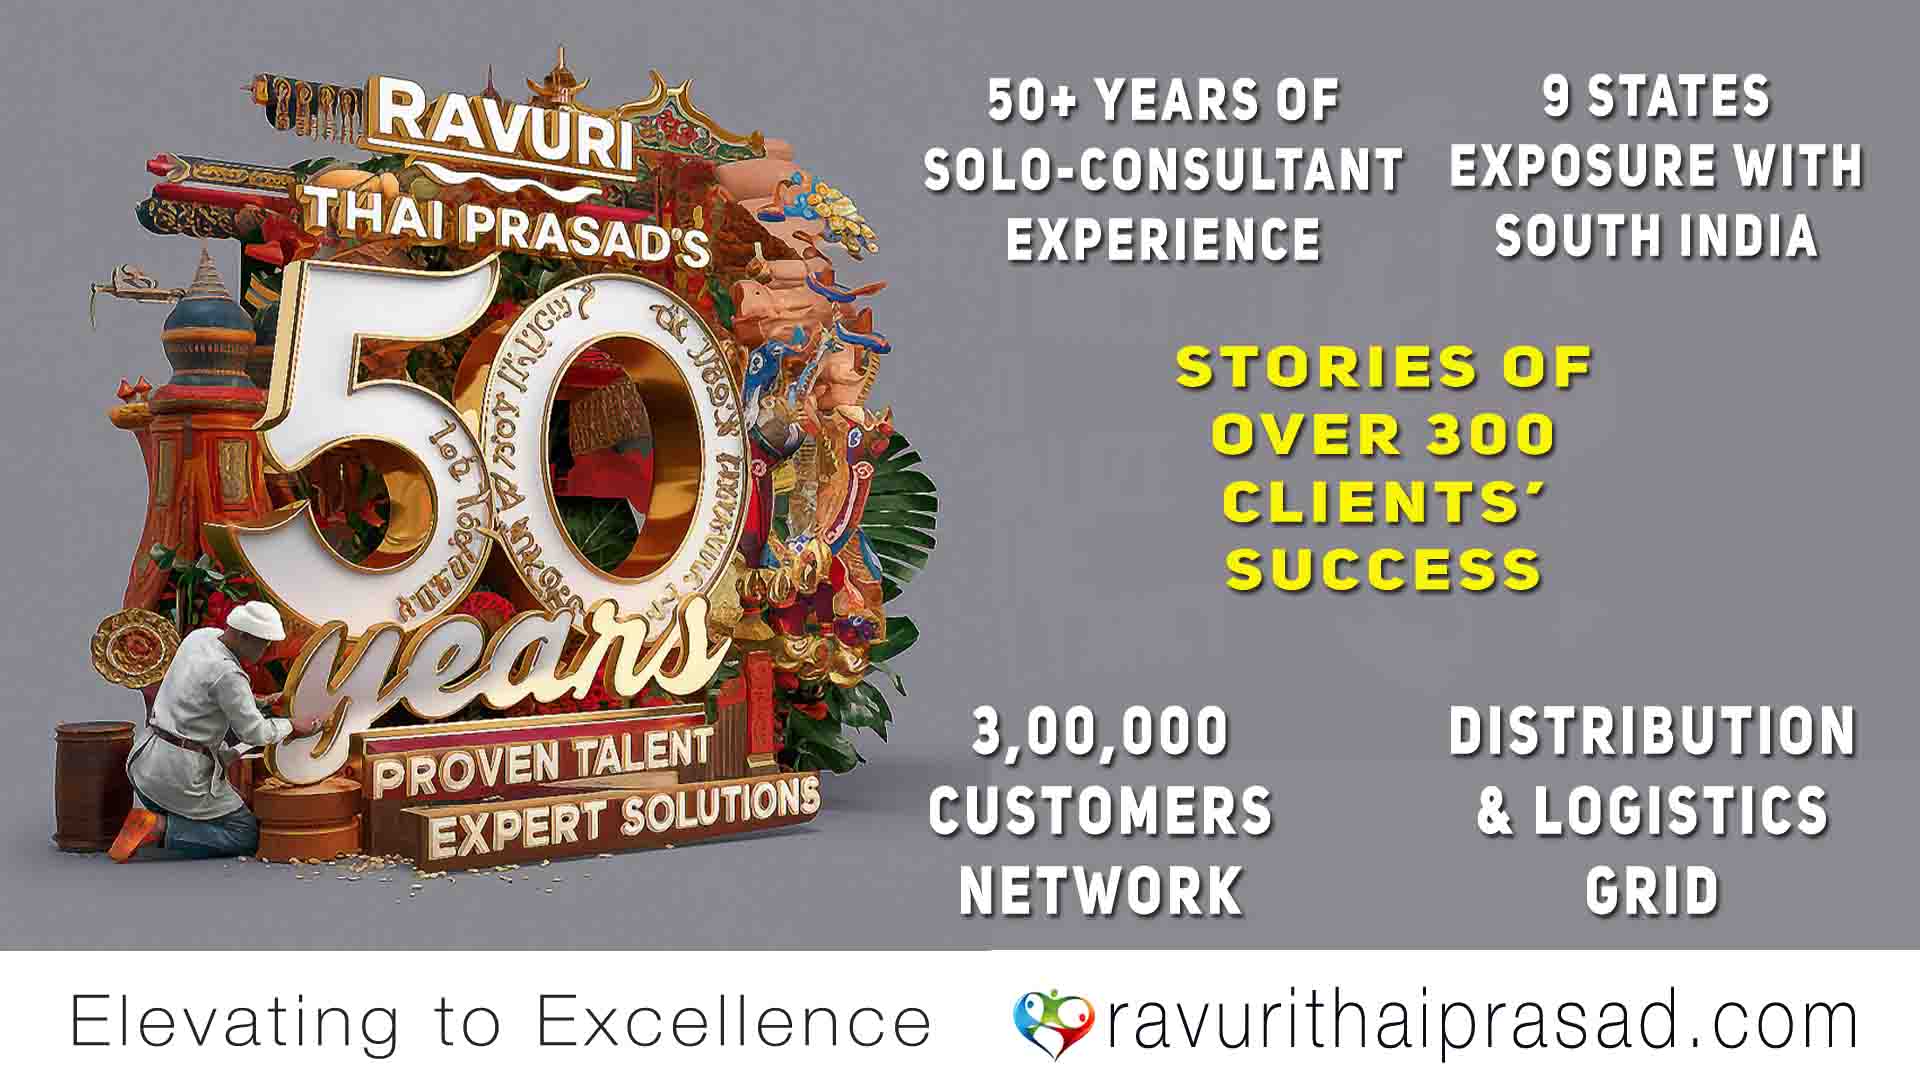 RAVURI
THAI PRASAD'S
50
years
PROVEN TALENT
EXPERT SOLUTIONS
50+ YEARS OF
SOLO-CONSULTANT
EXPERIENCE
9 STATES
EXPOSURE WITH
SOUTH INDIA
STORIES OF
OVER 300
CLIENTS’
SUCCESS
3,00,000
CUSTOMERS
NETWORK
DISTRIBUTION
& LOGISTICS
GRID
Elevating to Excellence
ravurithaiprasad.com